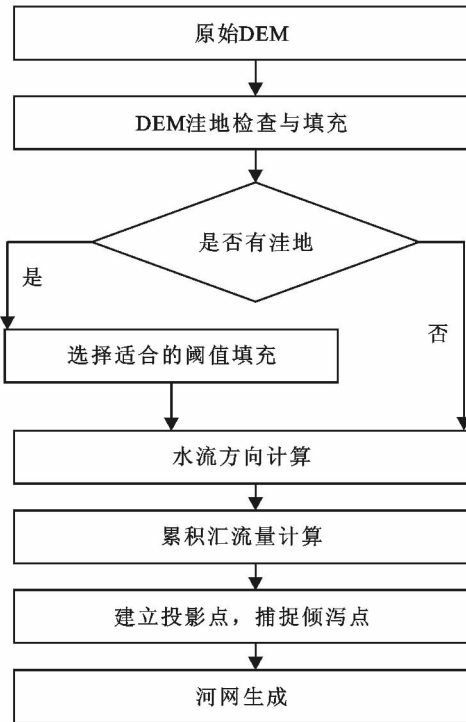 原始DEM
DEM洼地检查与填充
是否有洼地
是
否
选择适合的阈值填充
水流方向计算
累积汇流量计算
建立投影点，捕捉倾泻点
河网生成